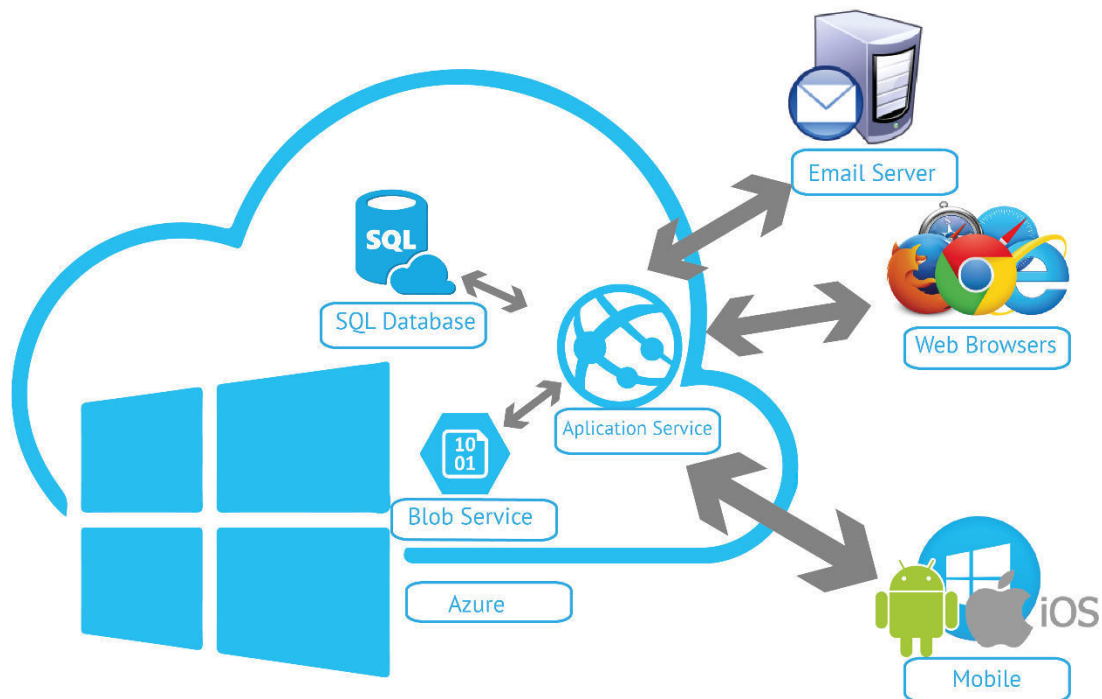 Email Server
SQL
SQL Database
Web Browsers
Aplication Service
10
01
Blob Service
Azure
iOS
Mobile